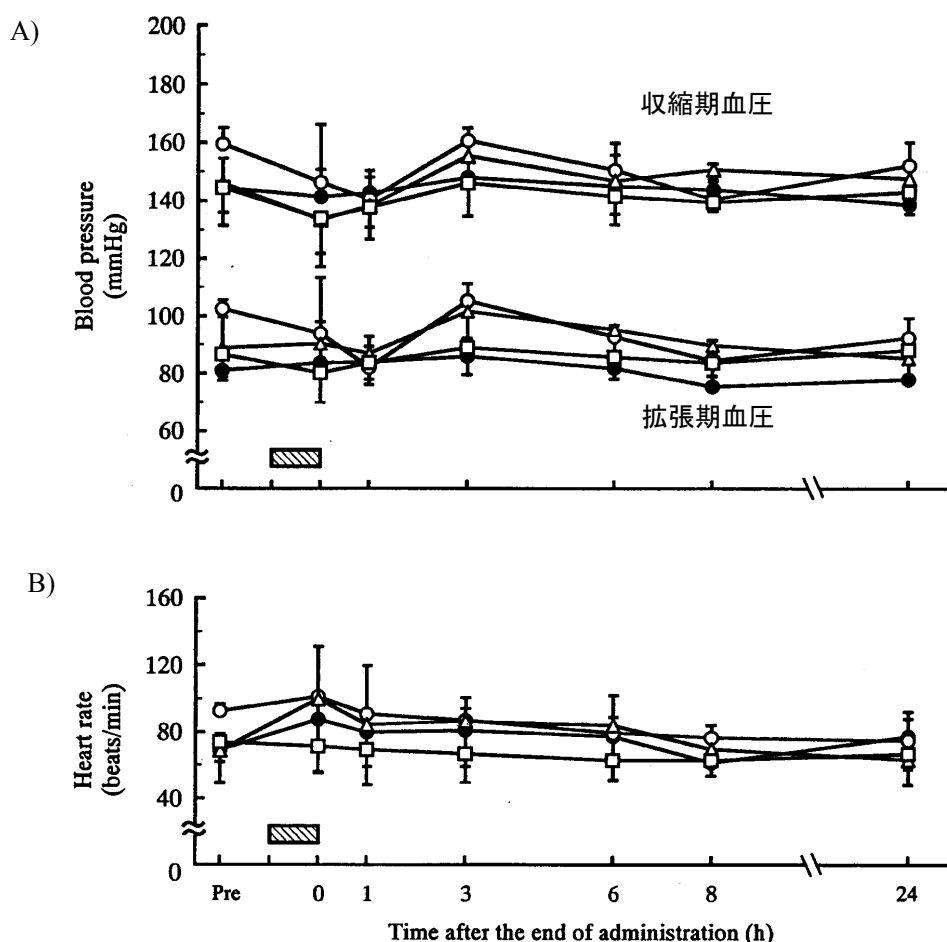 A)
200
180
160
140
120
100
80
60
0
Blood pressure
(mmHg)
収縮期血圧
拡張期血圧
B)
160
120
80
40
0
Heart rate
(beats/min)
Pre 0 1 3 6 8 24
Time after the end of administration (h)